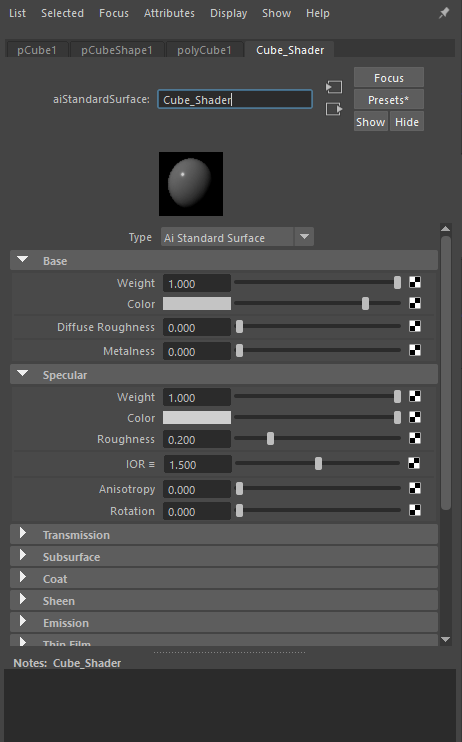 List Selected Focus Attributes Display Show Help
pCube1 pCubeShape1 polyCube1 Cube_Shader
Focus
aiStandardSurface: Cube_Shader Presets*
Show Hide
Type Ai Standard Surface
Base
Weight 1.000
Color
Diffuse Roughness 0.000
Metalness 0.000
Specular
Weight 1.000
Color
Roughness 0.200
IOR ≡ 1.500
Anisotropy 0.000
Rotation 0.000
Transmission
Subsurface
Coat
Sheen
Emission
Thin Film
Notes: Cube_Shader